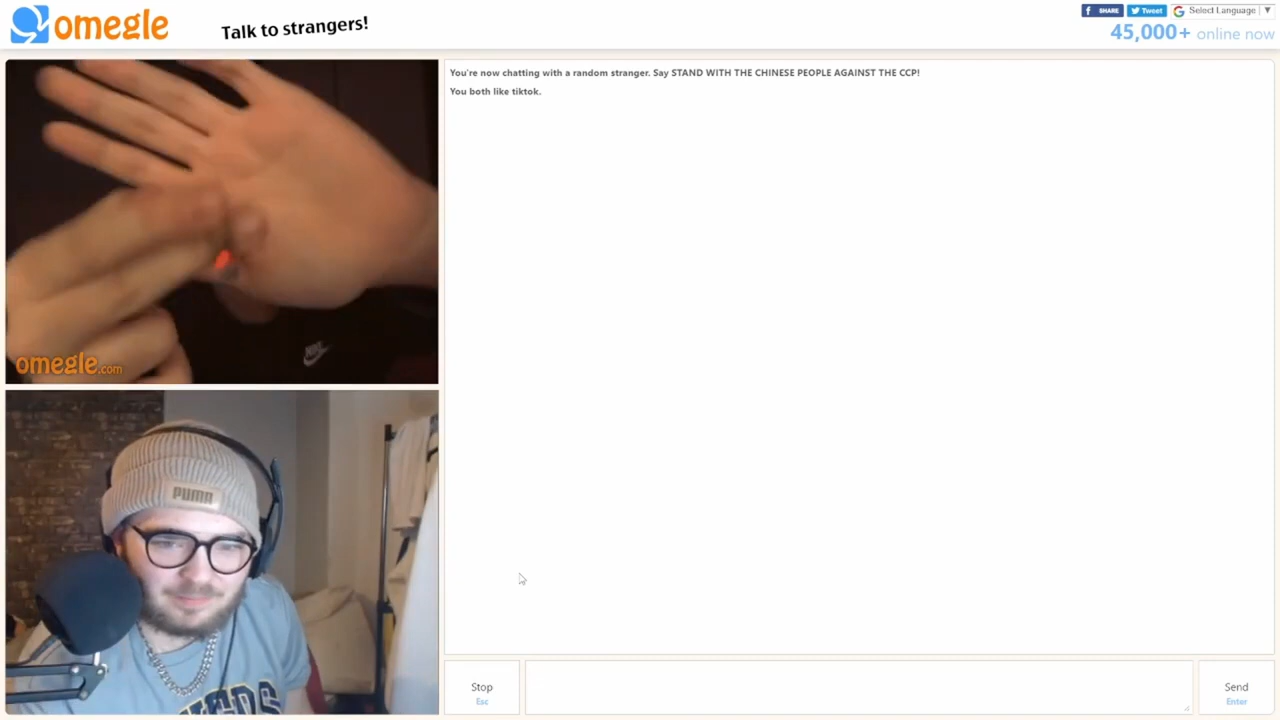 omegle
Talk to strangers!
SHARE
Tweet
Select Language
45,000+ online now
You're now chatting with a random stranger. Say STAND WITH THE CHINESE PEOPLE AGAINST THE CCP!
You both like tiktok.
omegle.com
PUMA
Stop
Esc
Send
Enter